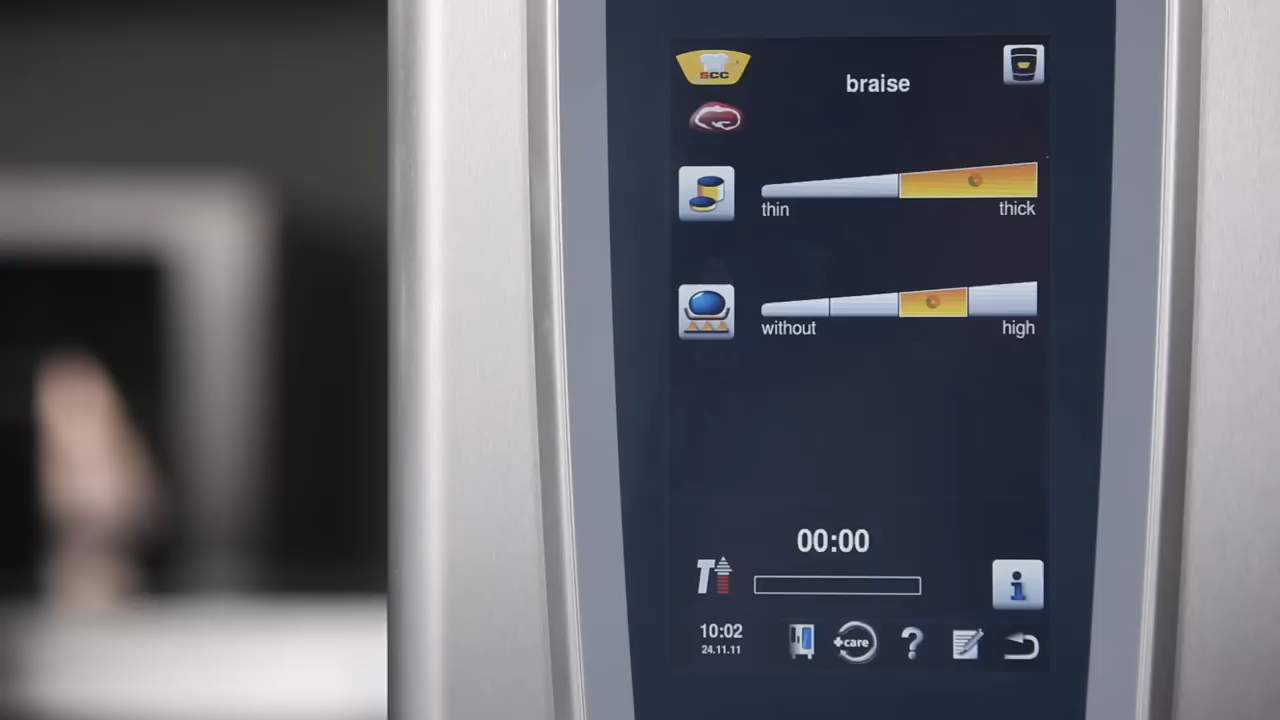 SCC
braise
thin
thick
without
high
00:00
T
i
10:02
24.11.11
+care
?